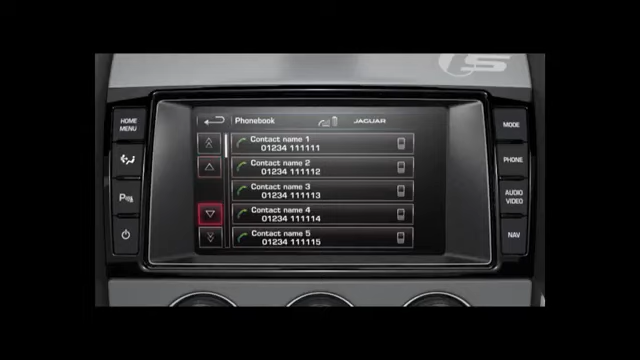 S
HOME
MENU
P
Phonebook
JAGUAR
Contact name 1
01234 111111
Contact name 2
01234 111112
Contact name 3
01234 111113
Contact name 4
01234 111114
Contact name 5
01234 111115
MODE
PHONE
AUDIO
VIDEO
NAV